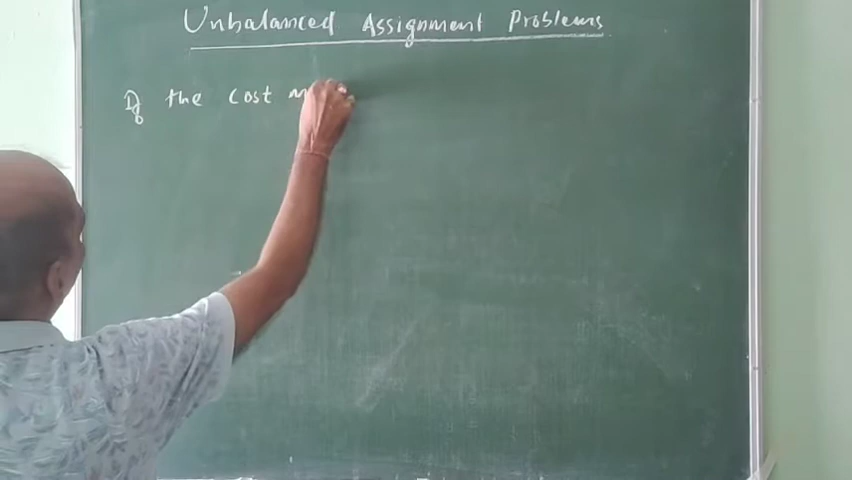 Unbalanced Assignment Problems
If the cost